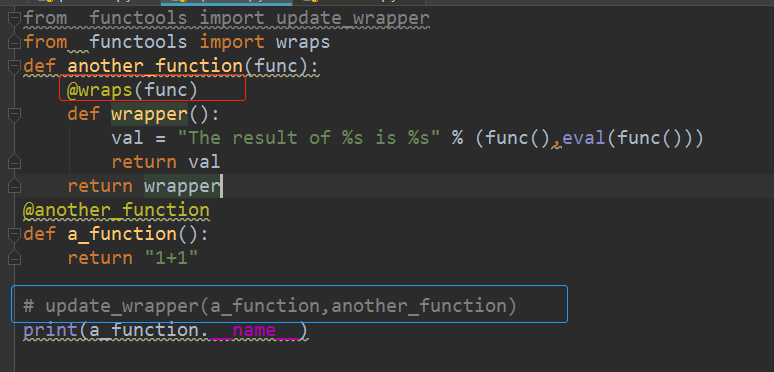 from  functools import update_wrapper
from  functools import wraps
def another_function(func):
    @wraps(func)
    def wrapper():
        val = "The result of %s is %s" % (func(),eval(func()))
        return val
    return wrapper
@another_function
def a_function():
    return "1+1"
# update_wrapper(a_function,another_function)
print(a_function.__name__)